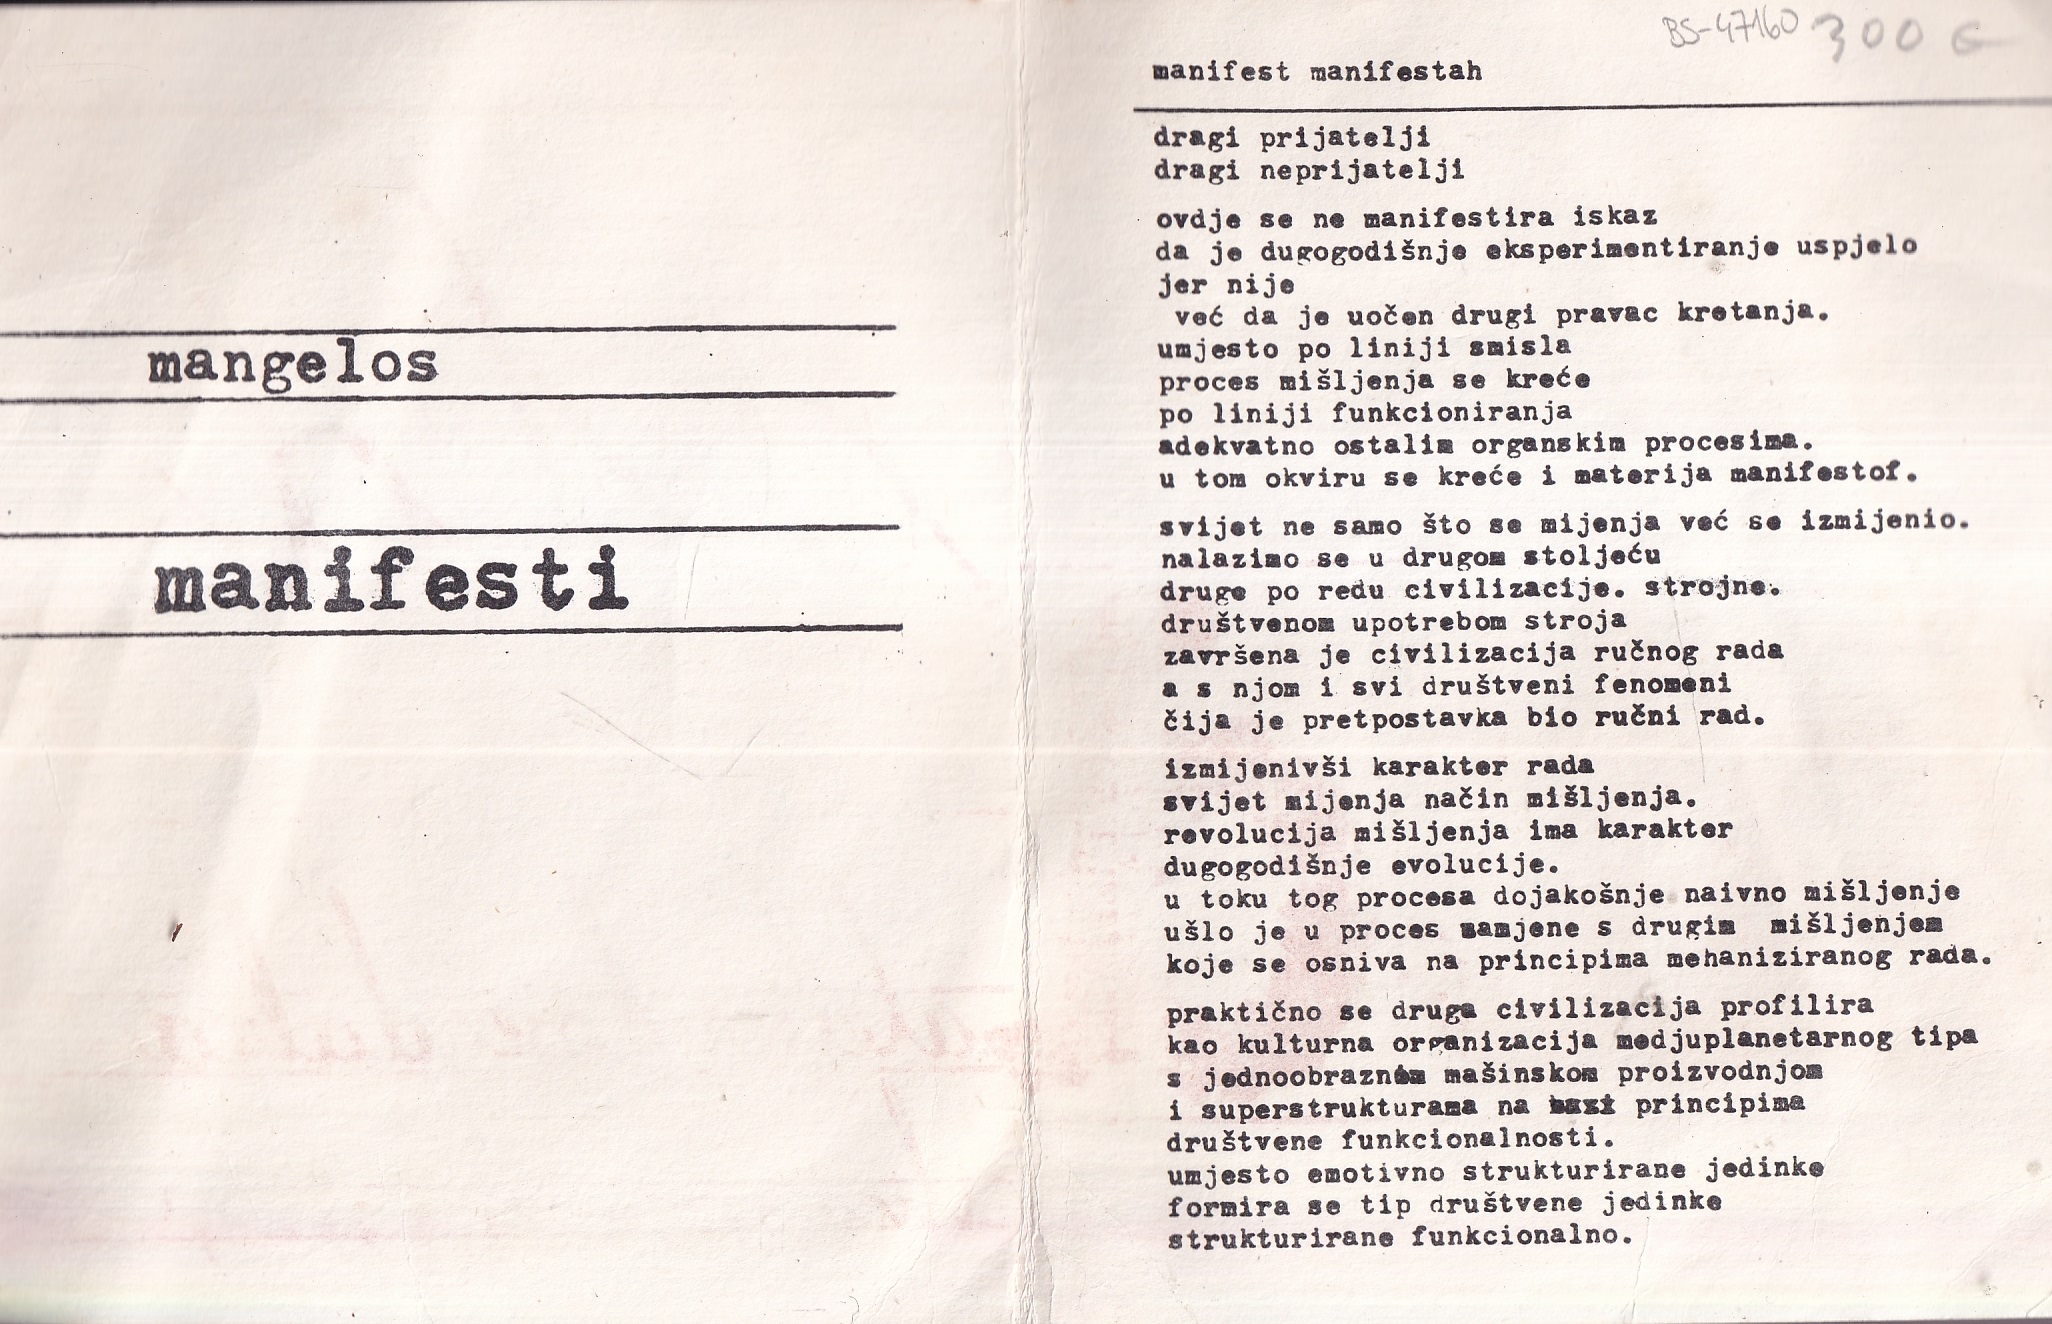 mangelos
manifesti
BS-47160 300
manifest manifestah
dragi prijatelji
dragi neprijatelji
ovdje se ne manifestira iskaz
da je dugogodišnje eksperimentiranje uspjelo
jer nije
već da je uočen drugi pravac kretanja.
umjesto po liniji smisla
proces mišljenja se kreće
po liniji funkcioniranja
adekvatno ostalim organskim procesima.
u tom okviru se kreće i materija manifestof.
svijet ne samo što se mijenja već se izmijenio.
nalazimo se u drugom stoljeću
druge po redu civilizacije. strojne.
društvenom upotrebom stroja
završena je civilizacija ručnog rada
a s njom i svi društveni fenomeni
čija je pretpostavka bio ručni rad.
izmijenivši karakter rada
svijet mijenja način mišljenja.
revolucija mišljenja ima karakter
dugogodišnje evolucije.
u toku tog procesa dojakošnje naivno mišljenje
ušlo je u proces s drugim mišljenjem
koje se osniva na principima mehaniziranog rada.
praktično se druga civilizacija profilira
kao kulturna organizacija medjuplanetarnog tipa
s mašinskom proizvodnjom
i superstrukturama na principima
društvene funkcionalnosti.
umjesto emotivno strukturirane jedinke
formira se tip društvene jedinke
strukturirane funkcionalno.